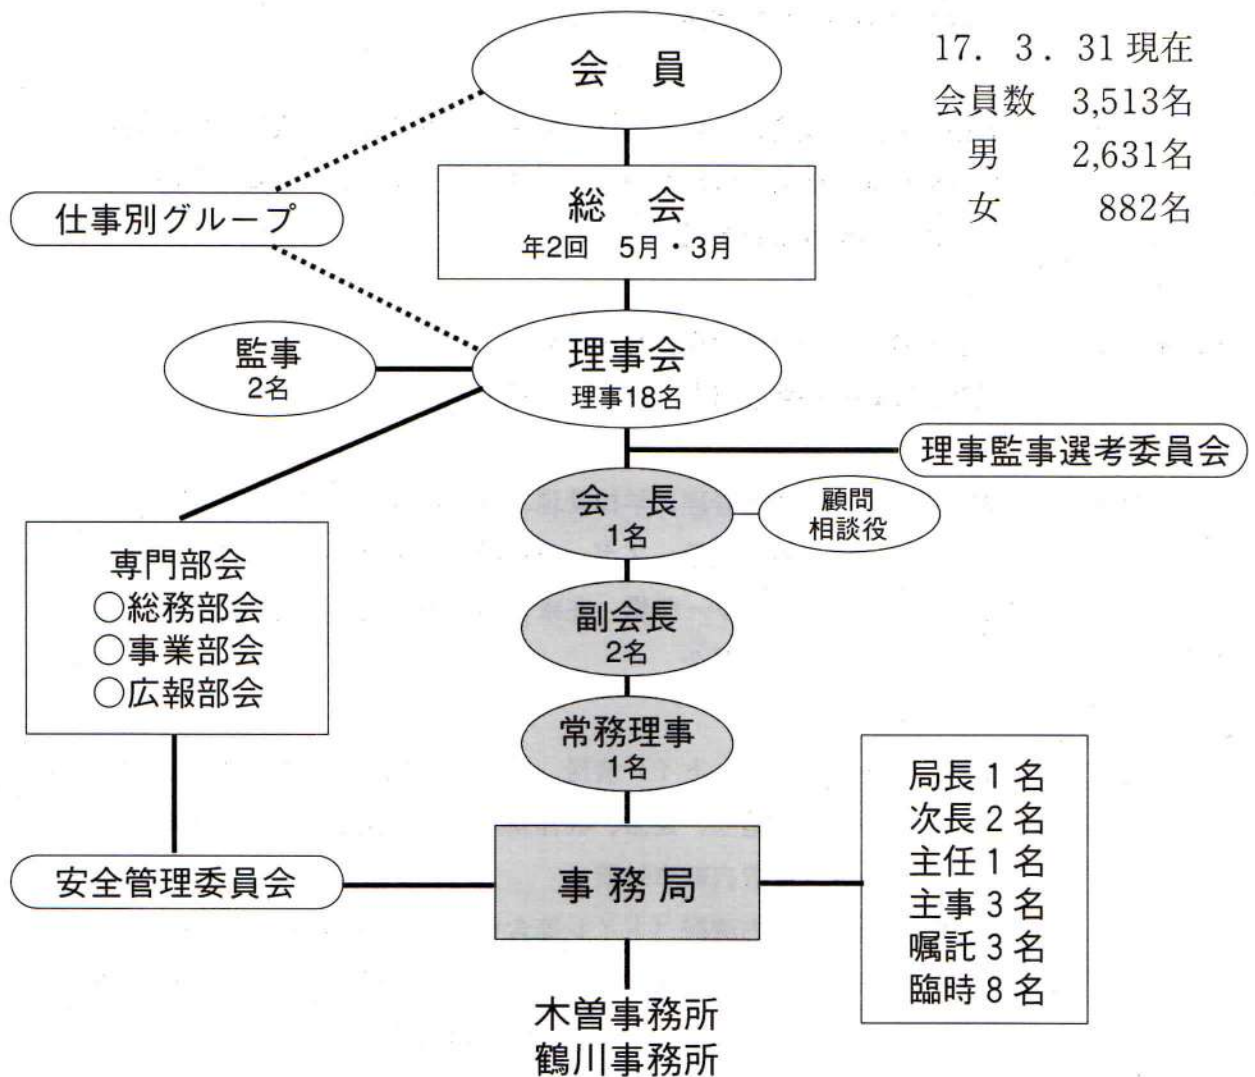 会 員
17. 3. 31 現在
会員数 3,513名
男 2,631名
女 882名
仕事別グループ
総 会
年2回 5月・3月
監事
2名
理事会
理事18名
理事監事選考委員会
会 長
1名
顧問
相談役
専門部会
○総務部会
○事業部会
○広報部会
副会長
2名
常務理事
1名
安全管理委員会
事務局
局長 1 名
次長 2 名
主任 1 名
主事 3 名
嘱託 3 名
臨時 8 名
木曽事務所
鶴川事務所